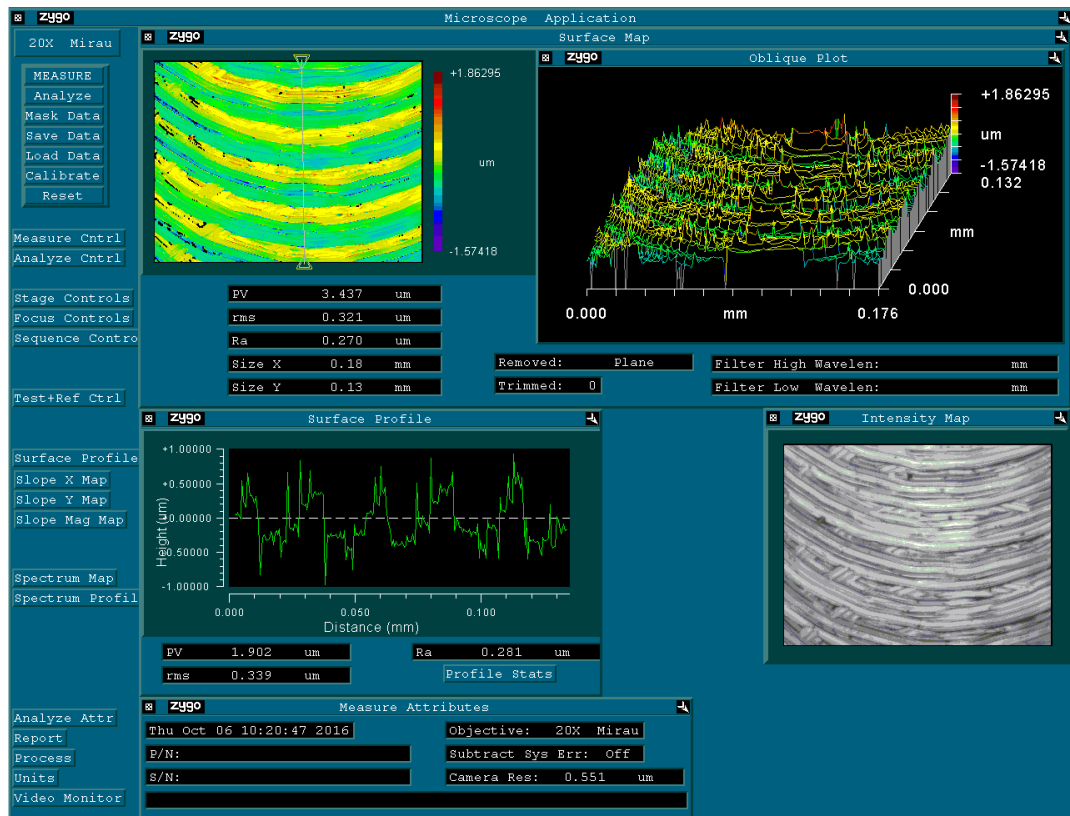 zygo Microscope Application
20X Mirau
MEASURE
Analyze
Mask Data
Save Data
Load Data
Calibrate
Reset
Measure Cntrl
Analyze Cntrl
Stage Controls
Focus Controls
Sequence Contro
Test+Ref Ctrl
Surface Profile
Slope X Map
Slope Y Map
Slope Mag Map
Spectrum Map
Spectrum Profil
Analyze Attr
Report
Process
Units
Video Monitor
zygo Surface Map
+1.86295
um
-1.57418
PV 3.437 um
rms 0.321 um
Ra 0.270 um
Size X 0.18 mm
Size Y 0.13 mm
zygo Oblique Plot
+1.86295
um
-1.57418
0.132
mm
0.000
0.000 mm 0.176
Removed: Plane
Trimmed: 0
Filter High Wavelen: mm
Filter Low Wavelen: mm
zygo Surface Profile
+1.00000
+0.50000
+0.00000
-0.50000
-1.00000
Height (um)
0.000 0.050 0.100
Distance (mm)
PV 1.902 um
rms 0.339 um
Ra 0.281 um
Profile Stats
zygo Intensity Map
zygo Measure Attributes
Thu Oct 06 10:20:47 2016
P/N:
S/N:
Objective: 20X Mirau
Subtract Sys Err: Off
Camera Res: 0.551 um